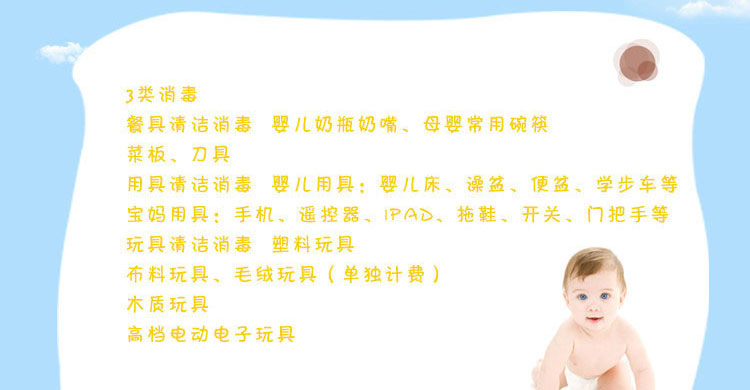 3类消毒
餐具清洁消毒 婴儿奶瓶奶嘴、母婴常用碗筷
菜板、刀具
用具清洁消毒 婴儿用具：婴儿床、澡盆、便盆、学步车等
宝妈用具：手机、遥控器、IPAD、拖鞋、开关、门把手等
玩具清洁消毒 塑料玩具
布料玩具、毛绒玩具（单独计费）
木质玩具
高档电动电子玩具